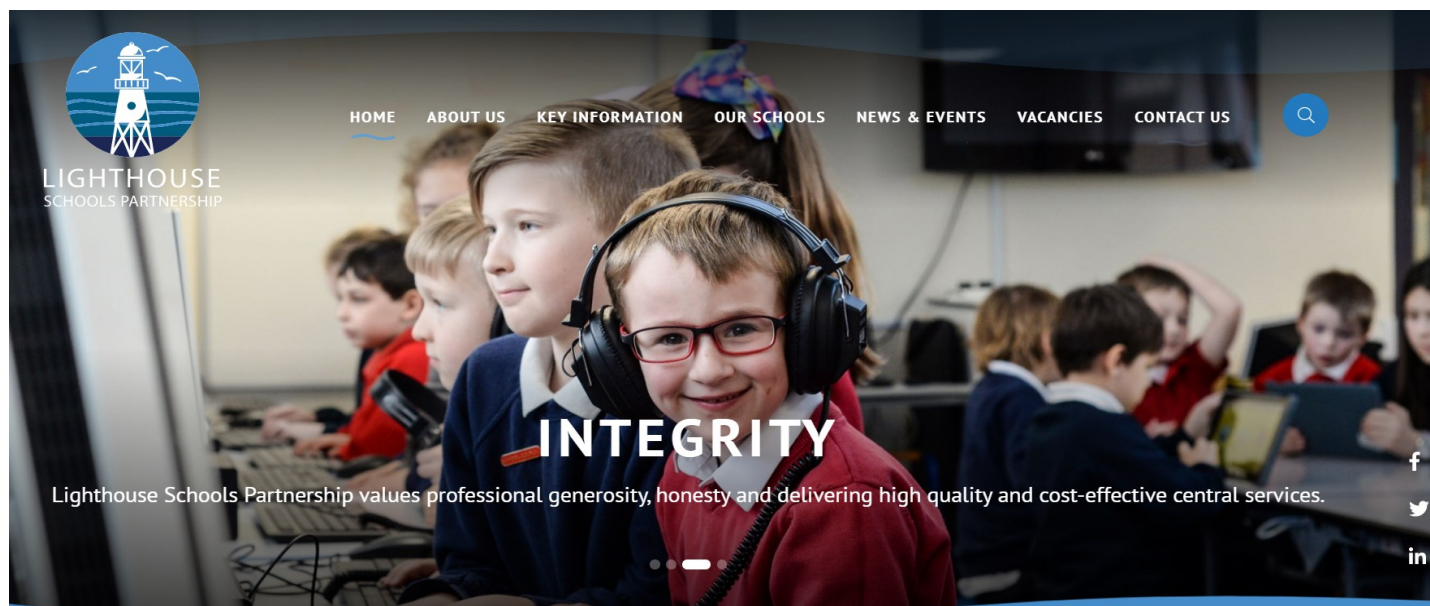 LIGHTHOUSE
SCHOOLS PARTNERSHIP
HOME ABOUT US KEY INFORMATION OUR SCHOOLS NEWS & EVENTS VACANCIES CONTACT US
INTEGRITY
Lighthouse Schools Partnership values professional generosity, honesty and delivering high quality and cost-effective central services.